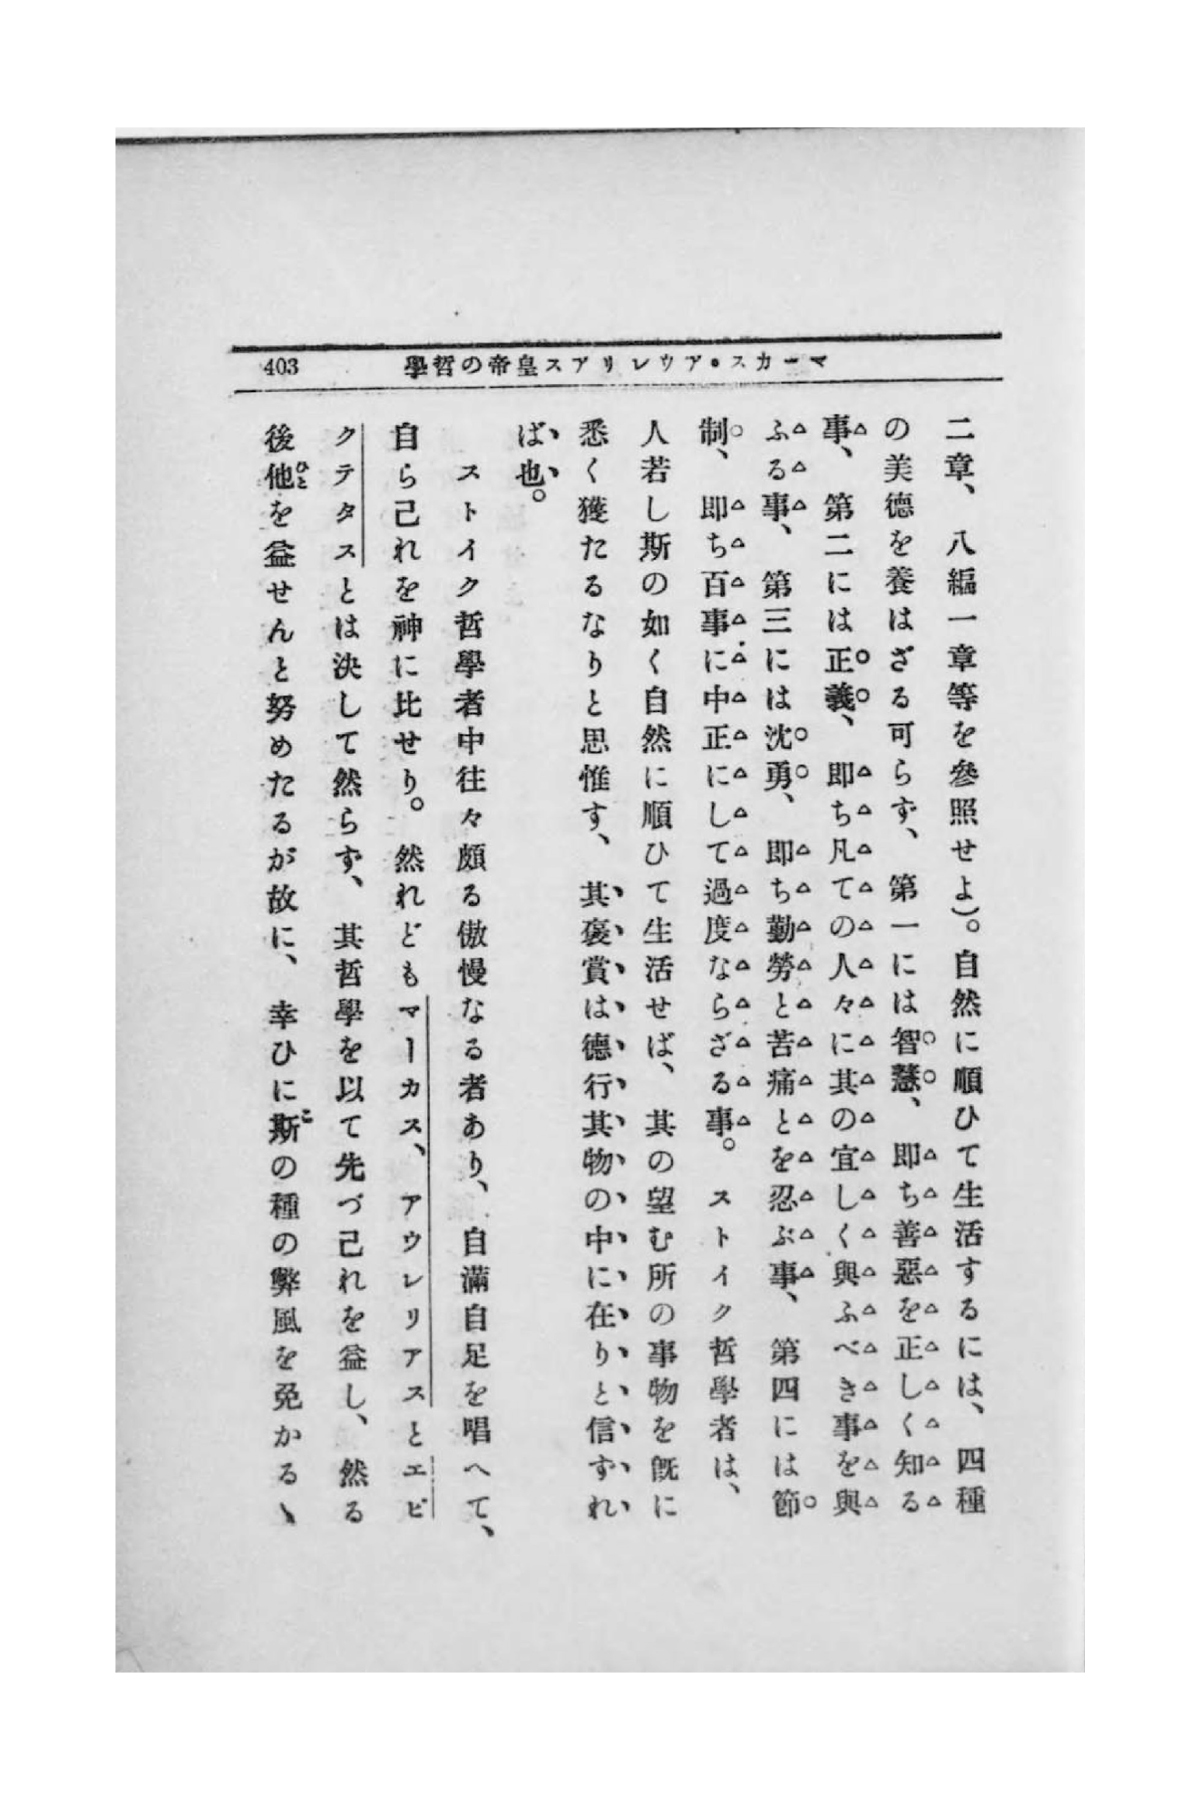 マーカス・アウレリアス皇帝の哲學
403
二章、八編一章等を參照せよ)。自然に順ひて生活するには、四種
の美德を養はざる可らず、第一には智慧、即ち善惡を正しく知る
事、第二には正義、即ち凡ての人々に其の宜しく與ふべき事を與
ふる事、第三には沈勇、即ち勤勞と苦痛とを忍ぶ事、第四には節
制、即ち百事に中正にして過度ならざる事。ストイク哲學者は、
人若し斯の如く自然に順ひて生活せば、其の望む所の事物を既に
悉く獲たるなりと思惟す、其褒賞は德行其物の中に在りと信ずれ
ば也。
ストイク哲學者中往々頗る傲慢なる者あり、自滿自足を唱へて、
自ら己れを神に比せり。然れどもマーカス、アウレリアスとエピ
クテタスとは決して然らず、其哲學を以て先づ己れを益し、然る
後他を益せんと努めたるが故に、幸ひに斯の種の弊風を免かるゝ